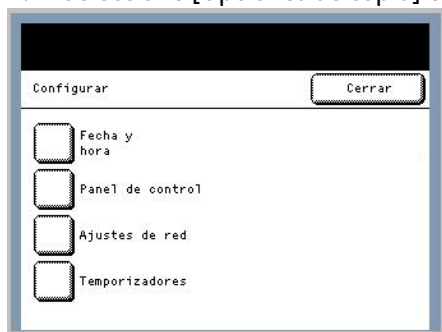 Configurar
Cerrar
Fecha y
hora
Panel de control
Ajustes de red
Temporizadores